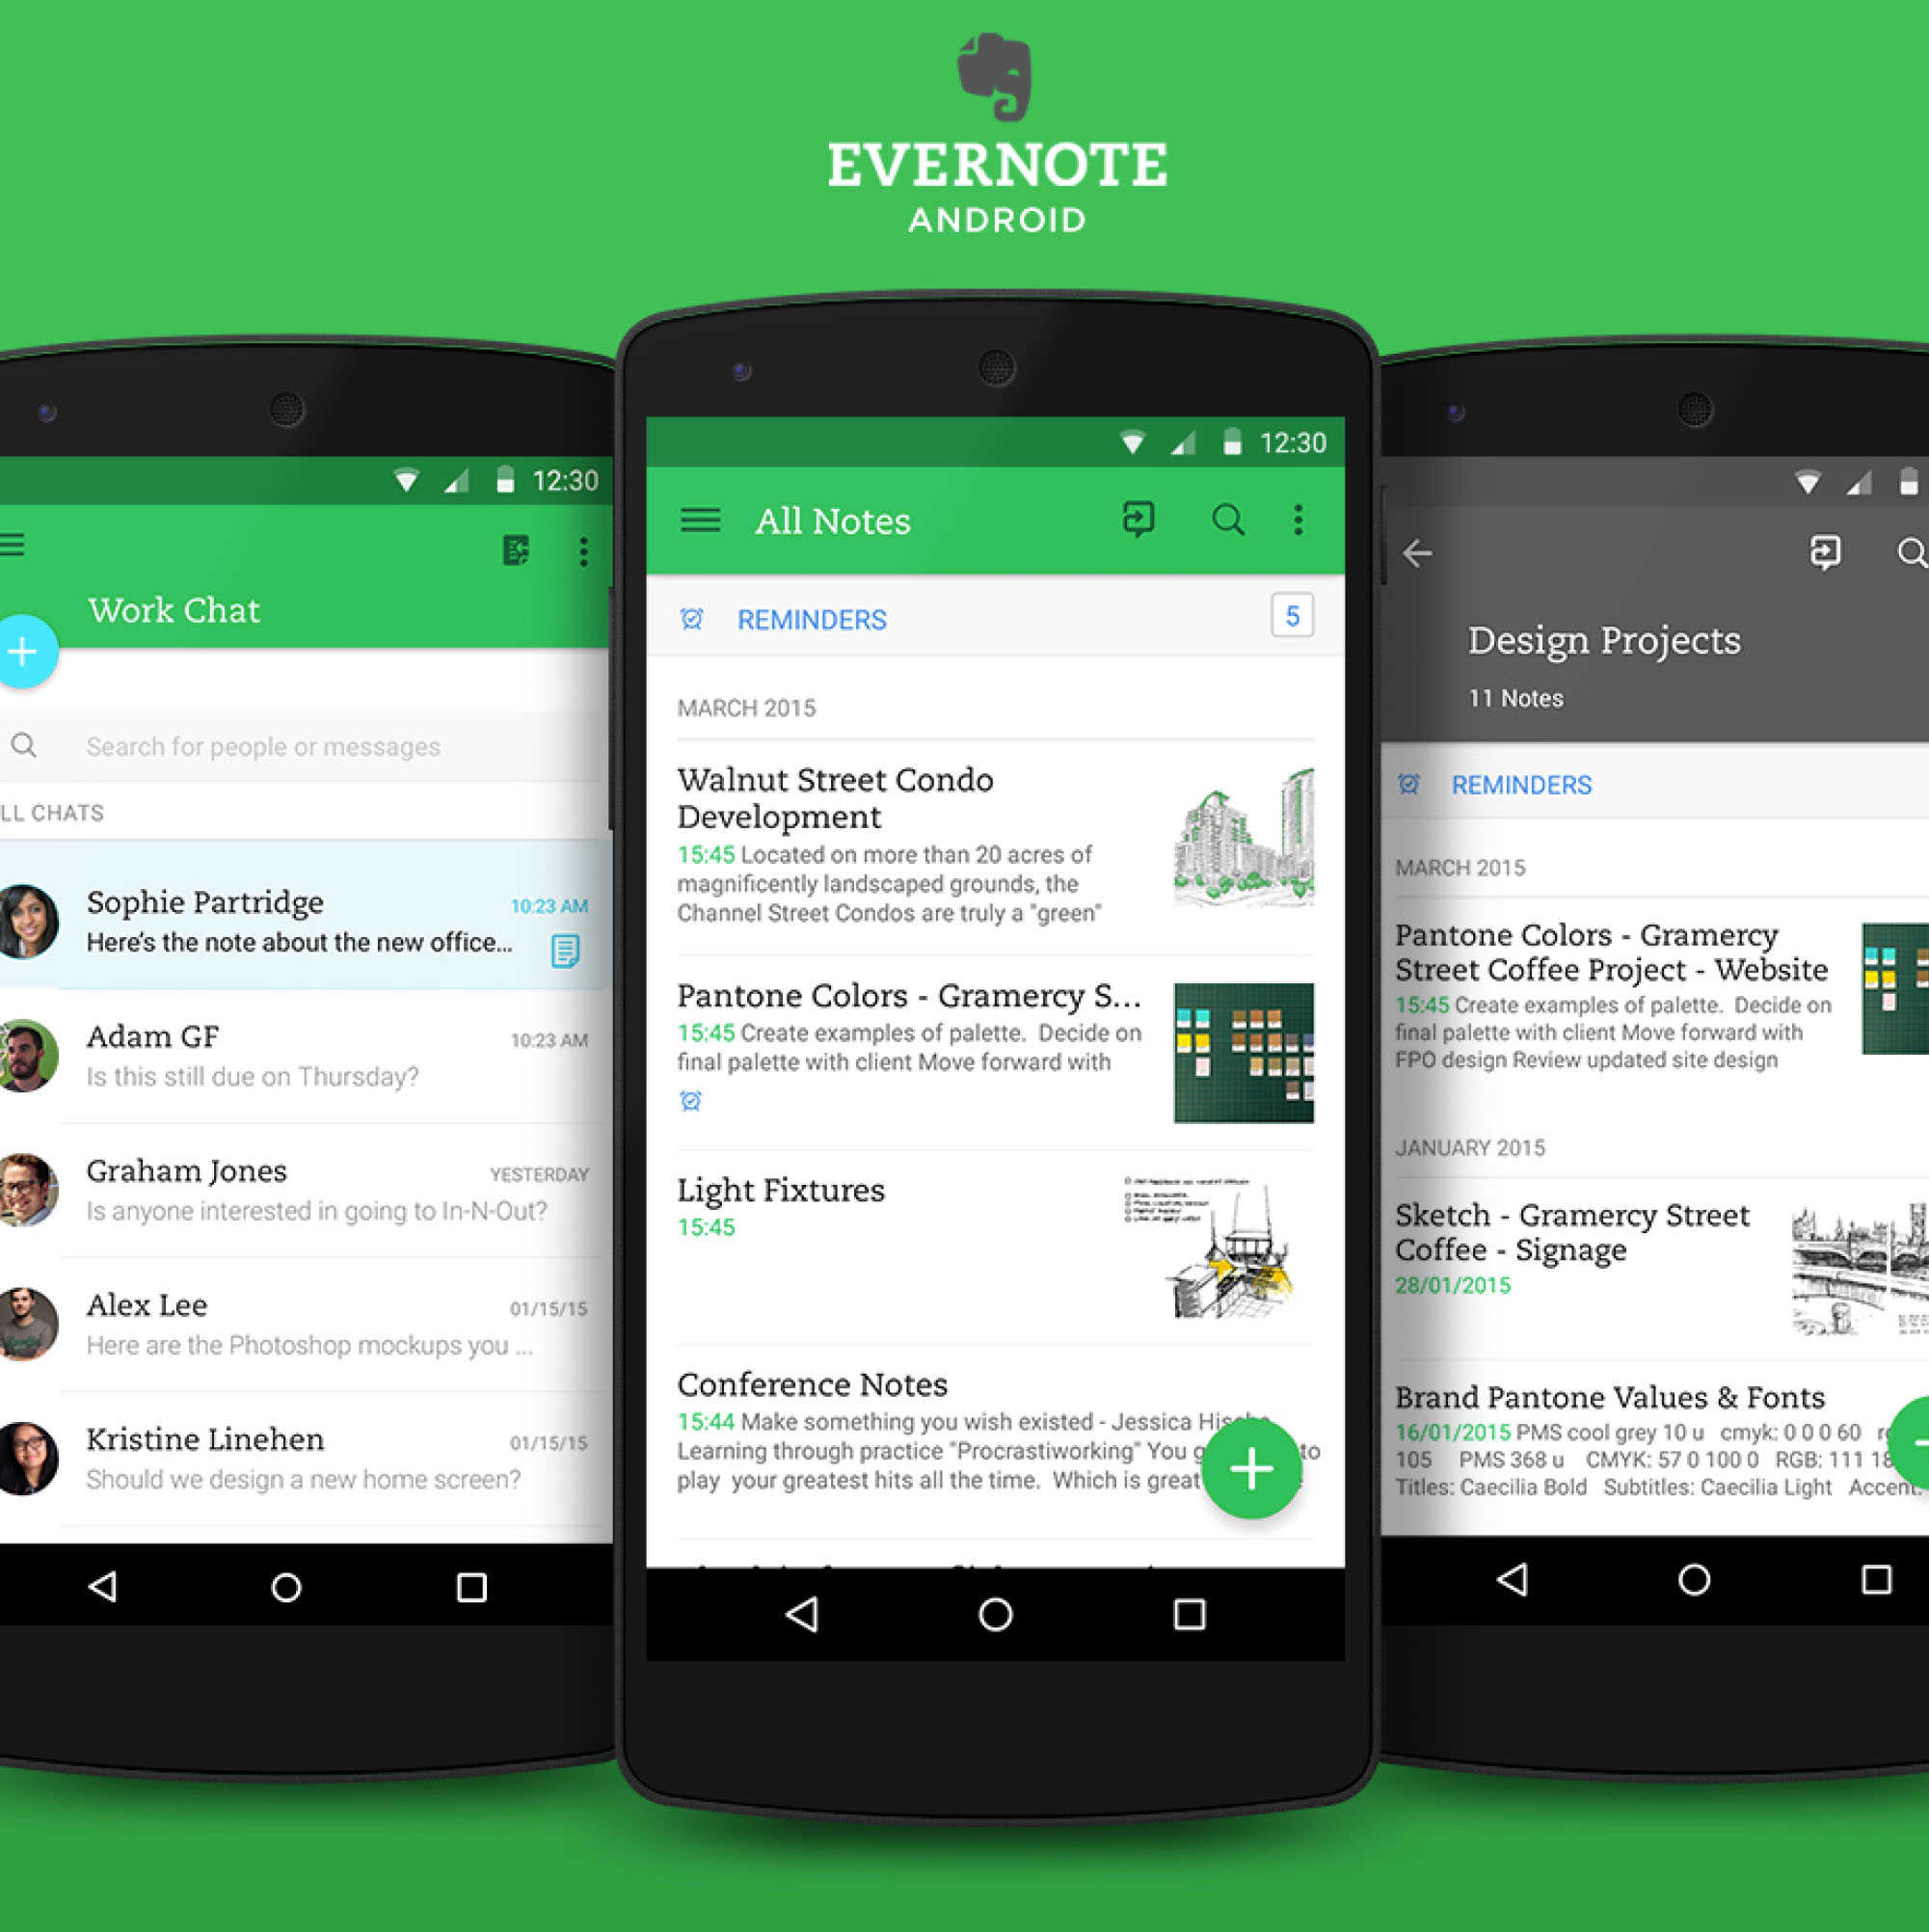 EVERNOTE
ANDROID
12:30
Work Chat
Search for people or messages
LL CHATS
Sophie Partridge
10:23 AM
Here's the note about the new office...
Adam GF
10:23 AM
Is this still due on Thursday?
Graham Jones
YESTERDAY
Is anyone interested in going to In-N-Out?
Alex Lee
01/15/15
Here are the Photoshop mockups you ...
Kristine Linehen
01/15/15
Should we design a new home screen?
12:30
All Notes
REMINDERS
5
MARCH 2015
Walnut Street Condo
Development
15:45 Located on more than 20 acres of
magnificently landscaped grounds, the
Channel Street Condos are truly a "green"
Pantone Colors - Gramercy S...
15:45 Create examples of palette. Decide on
final palette with client Move forward with
Light Fixtures
15:45
Conference Notes
15:44 Make something you wish existed - Jessica
Learning through practice "Procrastiworking" You to
play your greatest hits all the time. Which is great
Design Projects
11 Notes
REMINDERS
MARCH 2015
Pantone Colors - Gramercy
Street Coffee Project - Website
15:45 Create examples of palette. Decide on
final palette with client Move forward with
FPO design Review updated site design
JANUARY 2015
Sketch - Gramercy Street
Coffee - Signage
28/01/2015
Brand Pantone Values & Fonts
16/01/2015 PMS cool grey 10 u cmyk: 0 0 0 60
105 PMS 368 u CMYK: 57 0 100 0 RGB: 111 18
Titles: Caecilia Bold Subtitles: Caecilia Light Accent: